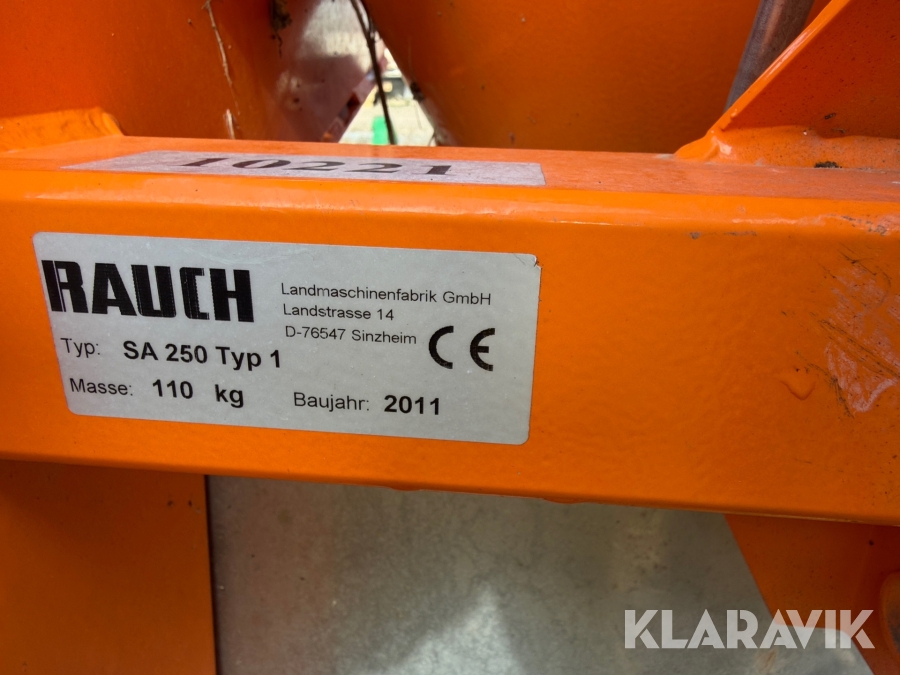 10221
RAUCH
Landmaschinenfabrik GmbH
Landstrasse 14
D-76547 Sinzheim
CE
Typ: SA 250 Typ 1
Masse: 110 kg
Baujahr: 2011
KLARAVIK